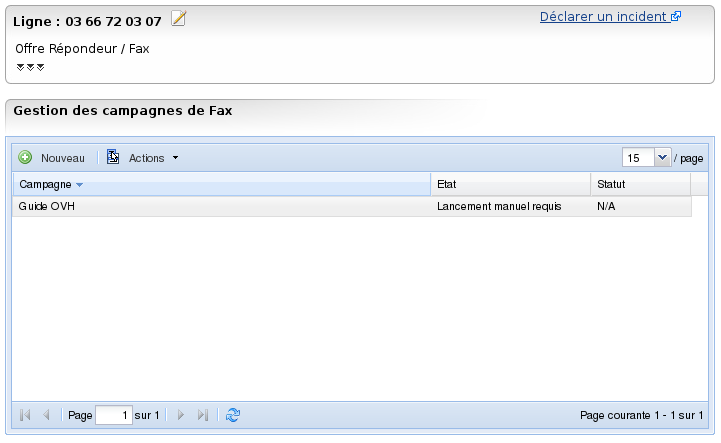 Ligne : 03 66 72 03 07
Déclarer un incident
Offre Répondeur / Fax
Gestion des campagnes de Fax
Nouveau Actions 15 / page
Campagne Etat Statut
Guide OVH Lancement manuel requis N/A
Page 1 sur 1 Page courante 1 - 1 sur 1